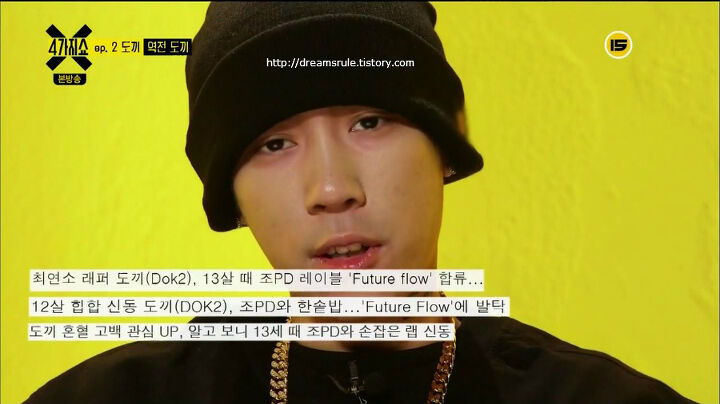 4가지쇼 ep. 2 도끼 역전 도끼
본방송
15
http://dreamsrule.tistory.com
최연소 래퍼 도끼(Dok2), 13살 때 조PD 레이블 'Future flow' 합류...
12살 힙합 신동 도끼(DOK2), 조PD와 한솥밥...'Future Flow'에 발탁
도끼 혼혈 고백 관심 UP, 알고 보니 13세 때 조PD와 손잡은 랩 신동